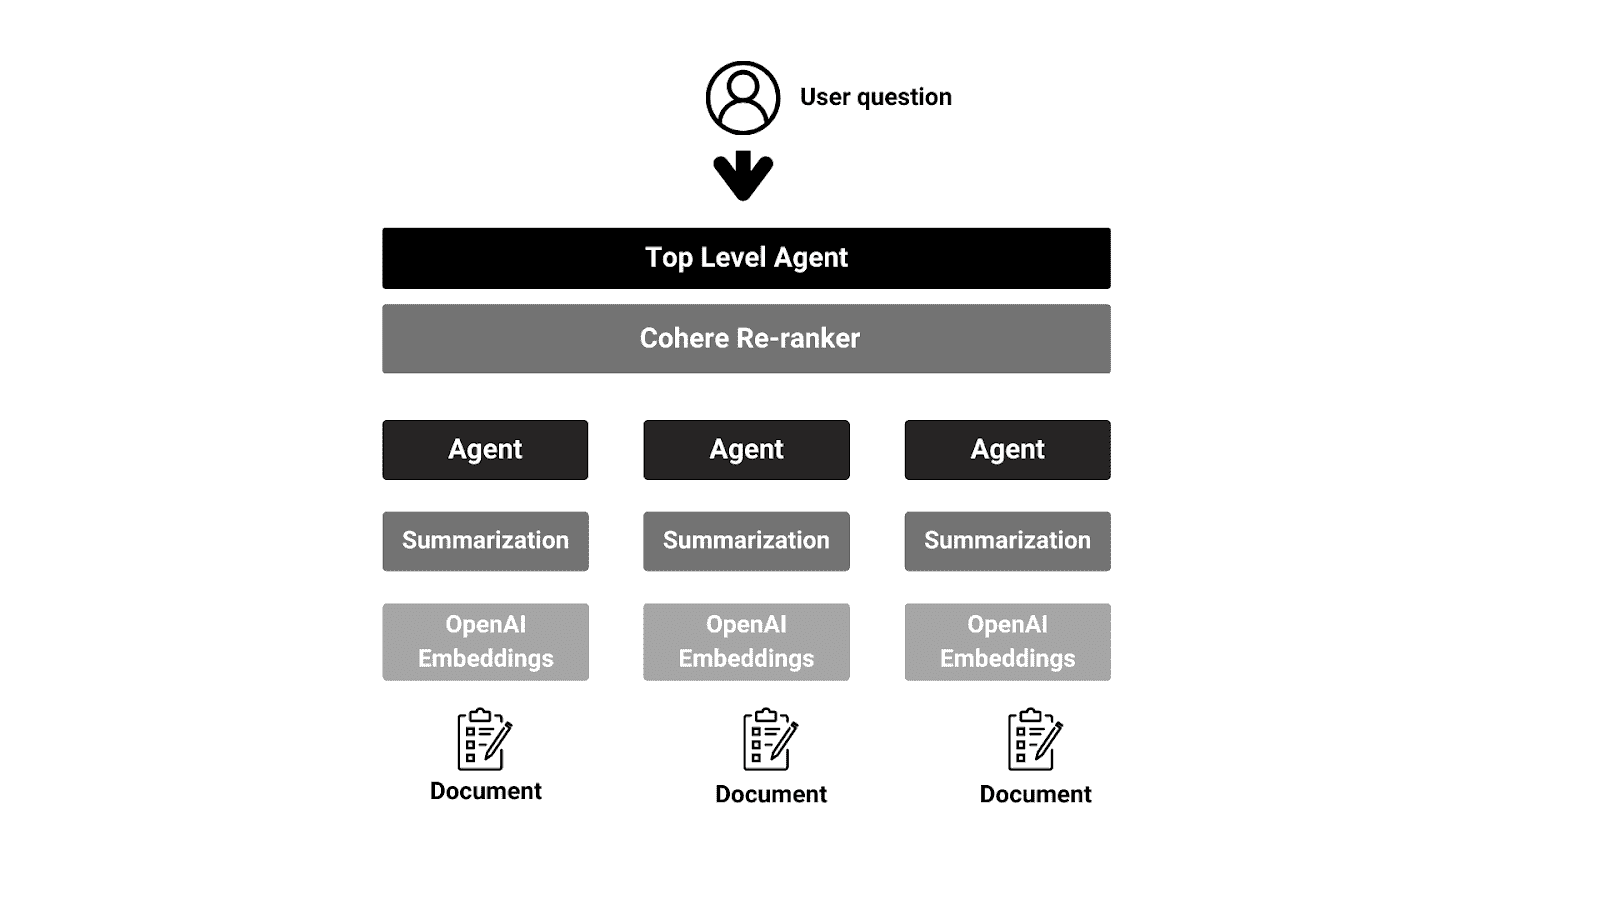 User question
Top Level Agent
Cohere Re-ranker
Agent
Agent
Agent
Summarization
Summarization
Summarization
OpenAI
Embeddings
OpenAI
Embeddings
OpenAI
Embeddings
Document
Document
Document